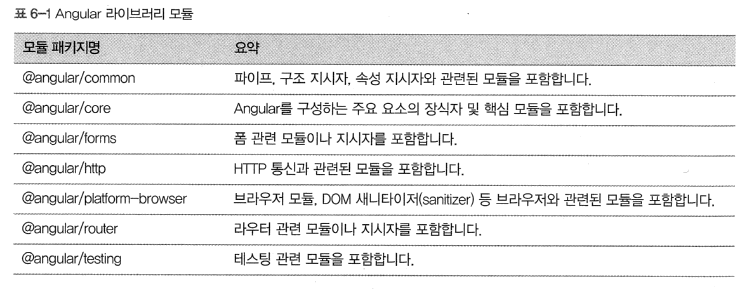 표 6-1 Angular 라이브러리 모듈
모듈 패키지명 요약
@angular/common 파이프, 구조 지시자, 속성 지시자와 관련된 모듈을 포함합니다.
@angular/core Angular를 구성하는 주요 요소의 장식자 및 핵심 모듈을 포함합니다.
@angular/forms 폼 관련 모듈이나 지시자를 포함합니다.
@angular/http HTTP 통신과 관련된 모듈을 포함합니다.
@angular/platform-browser 브라우저 모듈, DOM 새니타이저(sanitizer) 등 브라우저와 관련된 모듈을 포함합니다.
@angular/router 라우터 관련 모듈이나 지시자를 포함합니다.
@angular/testing 테스팅 관련 모듈을 포함합니다.